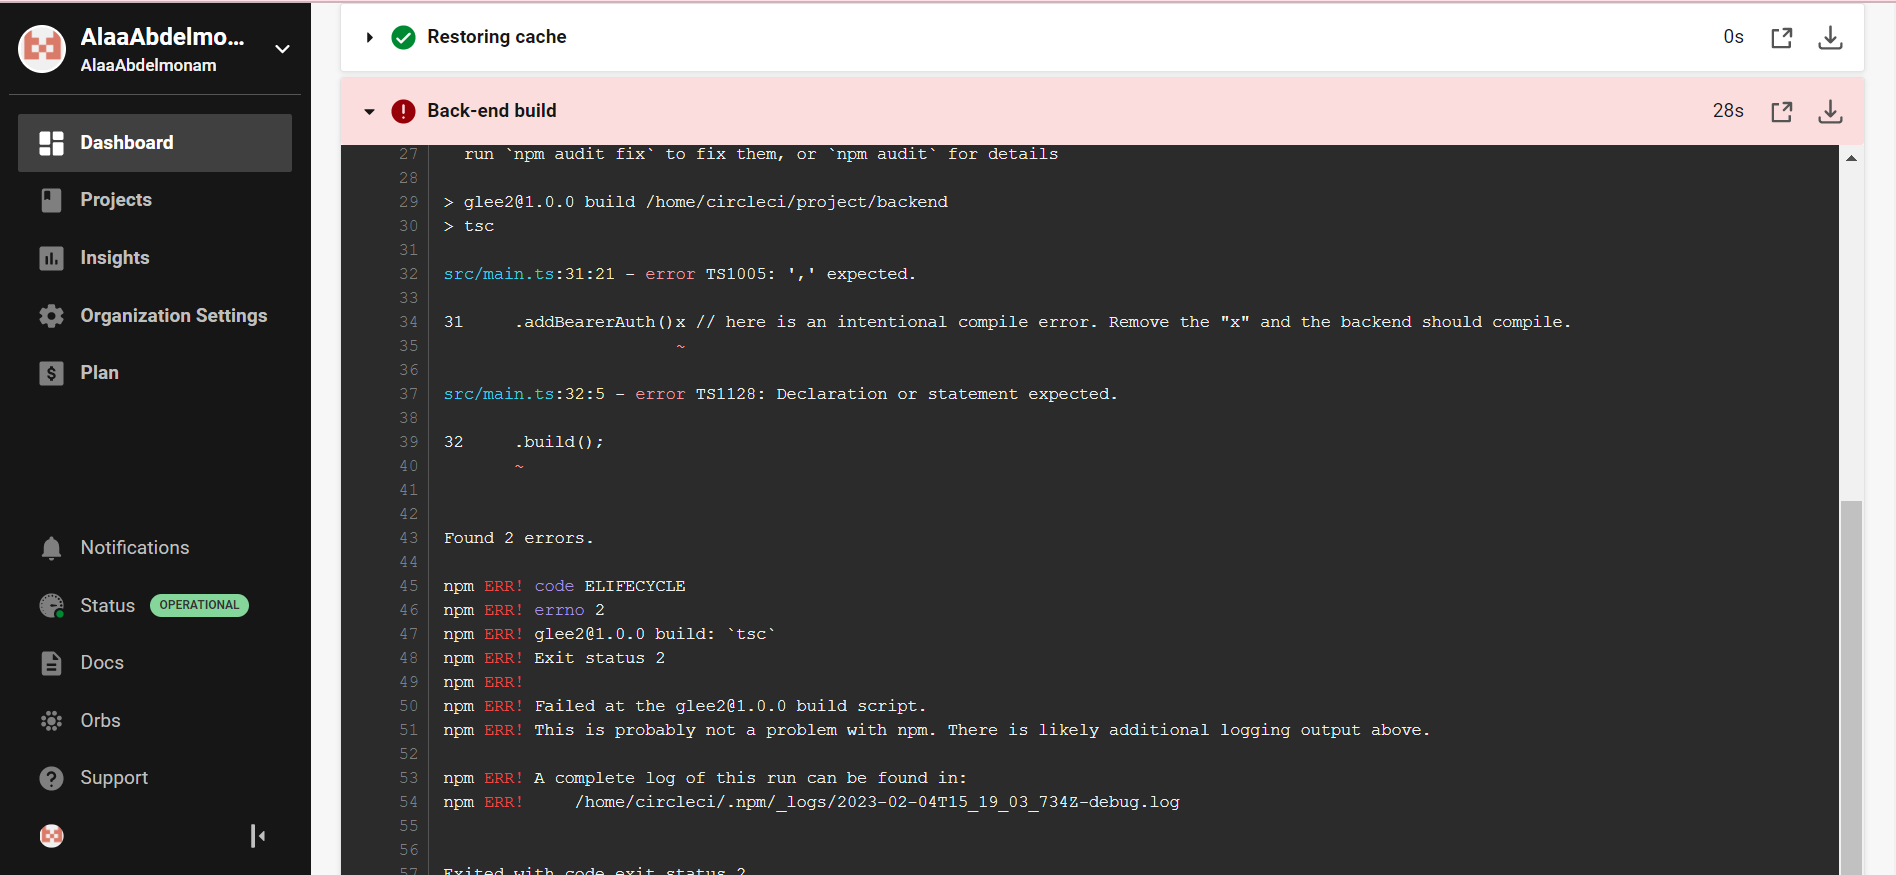 AlaaAbdelmo...
AlaaAbdelmonam
Dashboard
Projects
Insights
Organization Settings
Plan
Notifications
Status OPERATIONAL
Docs
Orbs
Support
Restoring cache 0s
Back-end build 28s
27 run `npm audit fix` to fix them, or `npm audit` for details
28
29 > glee2@1.0.0 build /home/circleci/project/backend
30 > tsc
31
32 src/main.ts:31:21 - error TS1005: ',' expected.
33
34 31 .addBearerAuth()x // here is an intentional compile error. Remove the "x" and the backend should compile.
35 ~
36
37 src/main.ts:32:5 - error TS1128: Declaration or statement expected.
38
39 32 .build();
40 ~
41
42
43 Found 2 errors.
44
45 npm ERR! code ELIFECYCLE
46 npm ERR! errno 2
47 npm ERR! glee2@1.0.0 build: `tsc`
48 npm ERR! Exit status 2
49 npm ERR!
50 npm ERR! Failed at the glee2@1.0.0 build script.
51 npm ERR! This is probably not a problem with npm. There is likely additional logging output above.
52
53 npm ERR! A complete log of this run can be found in:
54 npm ERR! /home/circleci/.npm/_logs/2023-02-04T15_19_03_734Z-debug.log
55
56
57 Exited with code exit status 2